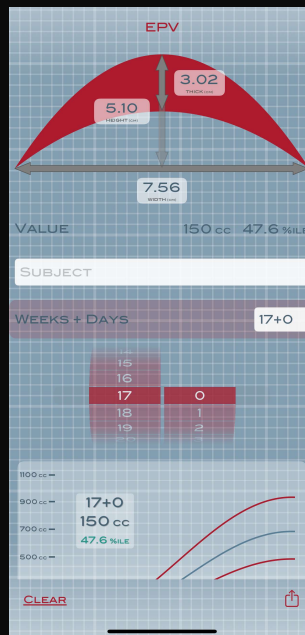 EPV
3.02
THICK (CM)
5.10
HEIGHT (CM)
7.56
WIDTH (CM)
VALUE 150 CC 47.6 %ILE
SUBJECT
WEEKS + DAYS 17+0
15
16
17 0
18 1
19 2
1100 CC
900 CC
700 CC
500 CC
17+0
150 CC
47.6 %ILE
CLEAR